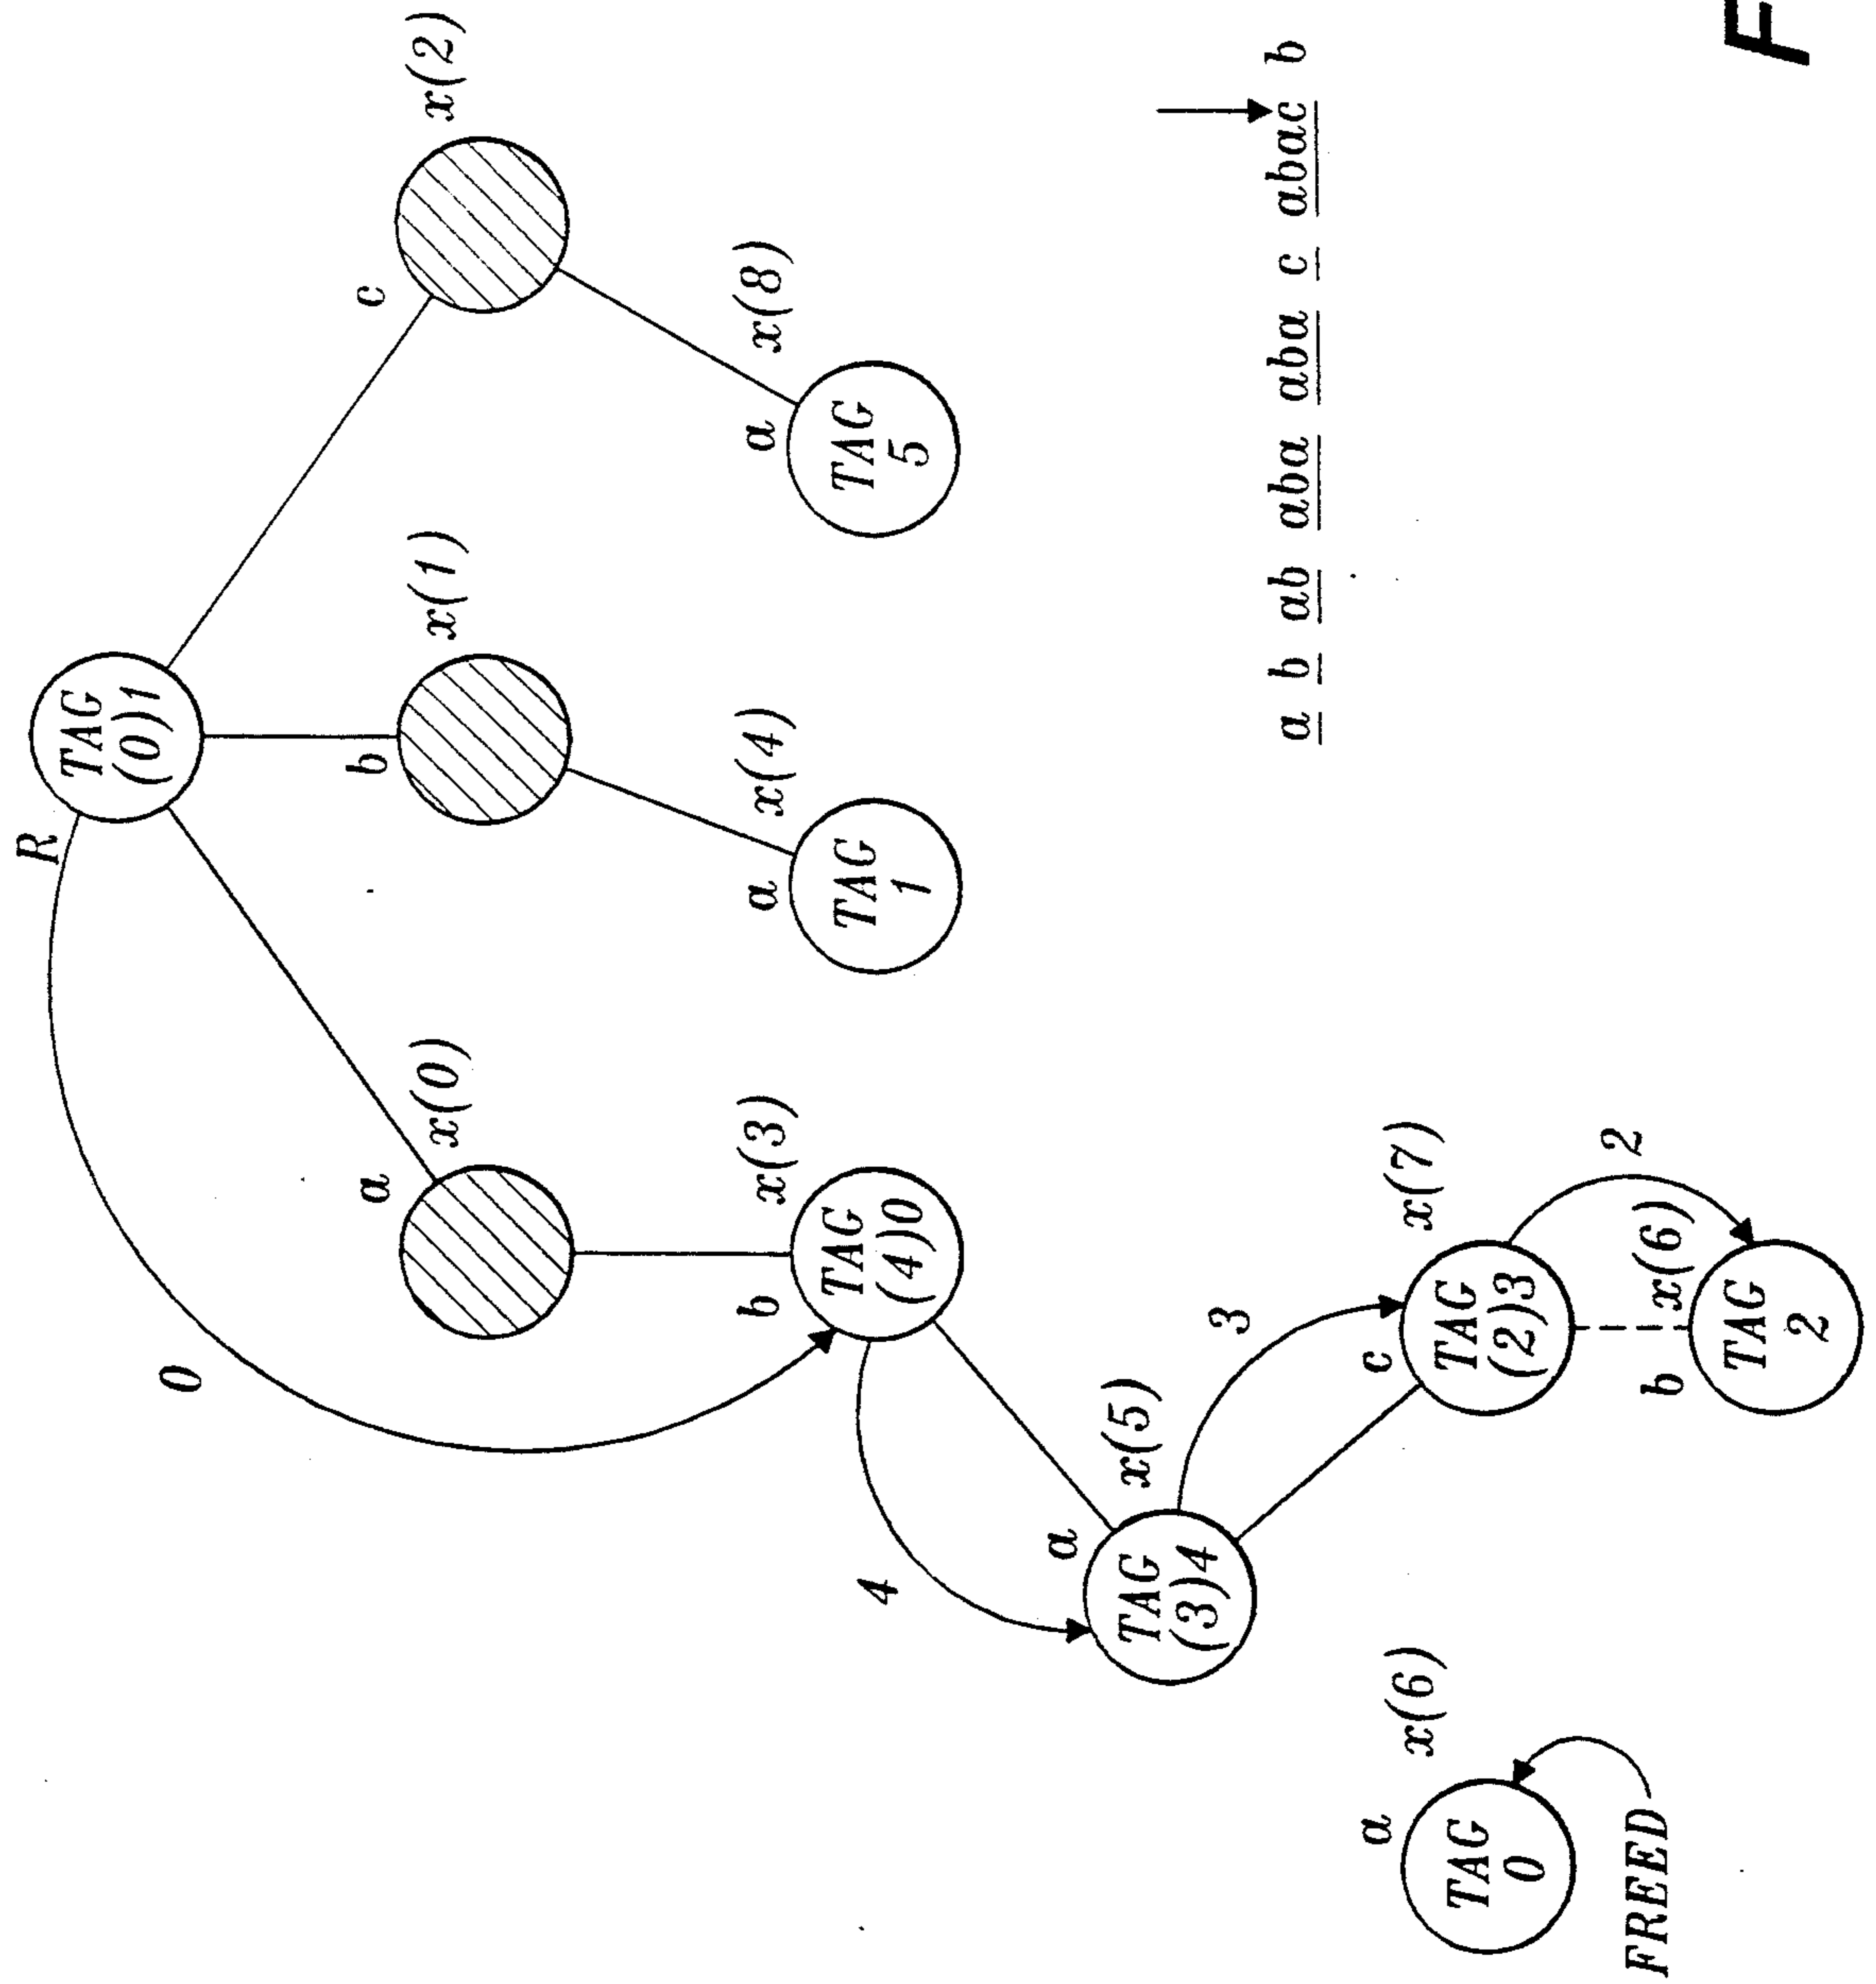 R
TAG
(0)1
0
a
x(0)
b
x(1)
c
x(2)
b
x(3)
TAG
(4)0
a
x(4)
TAG
1
a
x(8)
TAG
5
4
a
x(5)
TAG
(3)4
3
c
x(7)
TAG
(2)3
2
a
x(6)
TAG
0
FREED
b
x(6)
TAG
2
a b ab aba aba c abac b
F